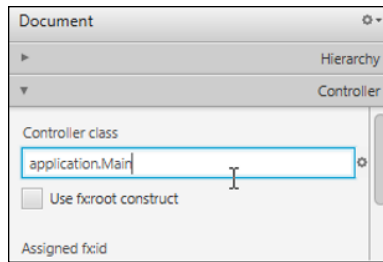 Document
Hierarchy
Controller
Controller class
application.Main
Use fx:root construct
Assigned fx:id